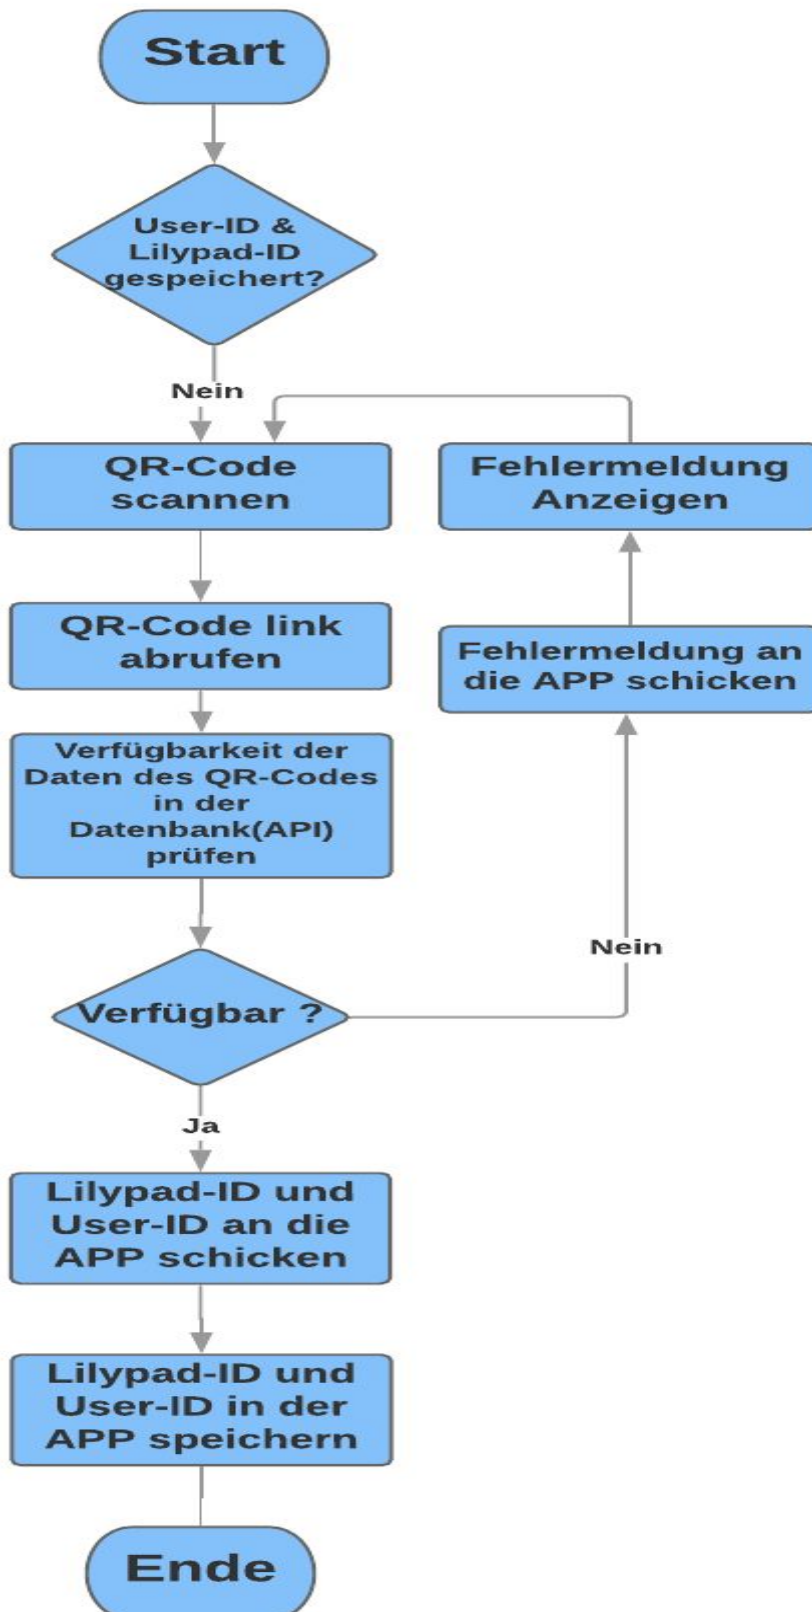 Start
User-ID &
Lilypad-ID
gespeichert?
Nein
QR-Code
scannen
Fehlermeldung
Anzeigen
QR-Code link
abrufen
Fehlermeldung an
die APP schicken
Verfügbarkeit der
Daten des QR-Codes
in der
Datenbank(API)
prüfen
Nein
Verfügbar ?
Ja
Lilypad-ID und
User-ID an die
APP schicken
Lilypad-ID und
User-ID in der
APP speichern
Ende